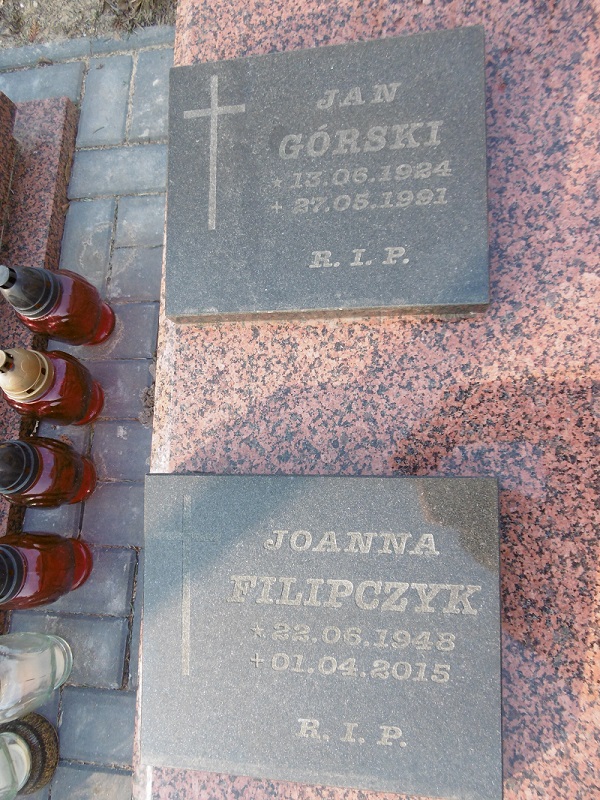 JAN
GÓRSKI
* 13.06.1924
+ 27.05.1991
R. I. P.
JOANNA
FILIPCZYK
* 22.06.1948
+ 01.04.2015
R. I. P.